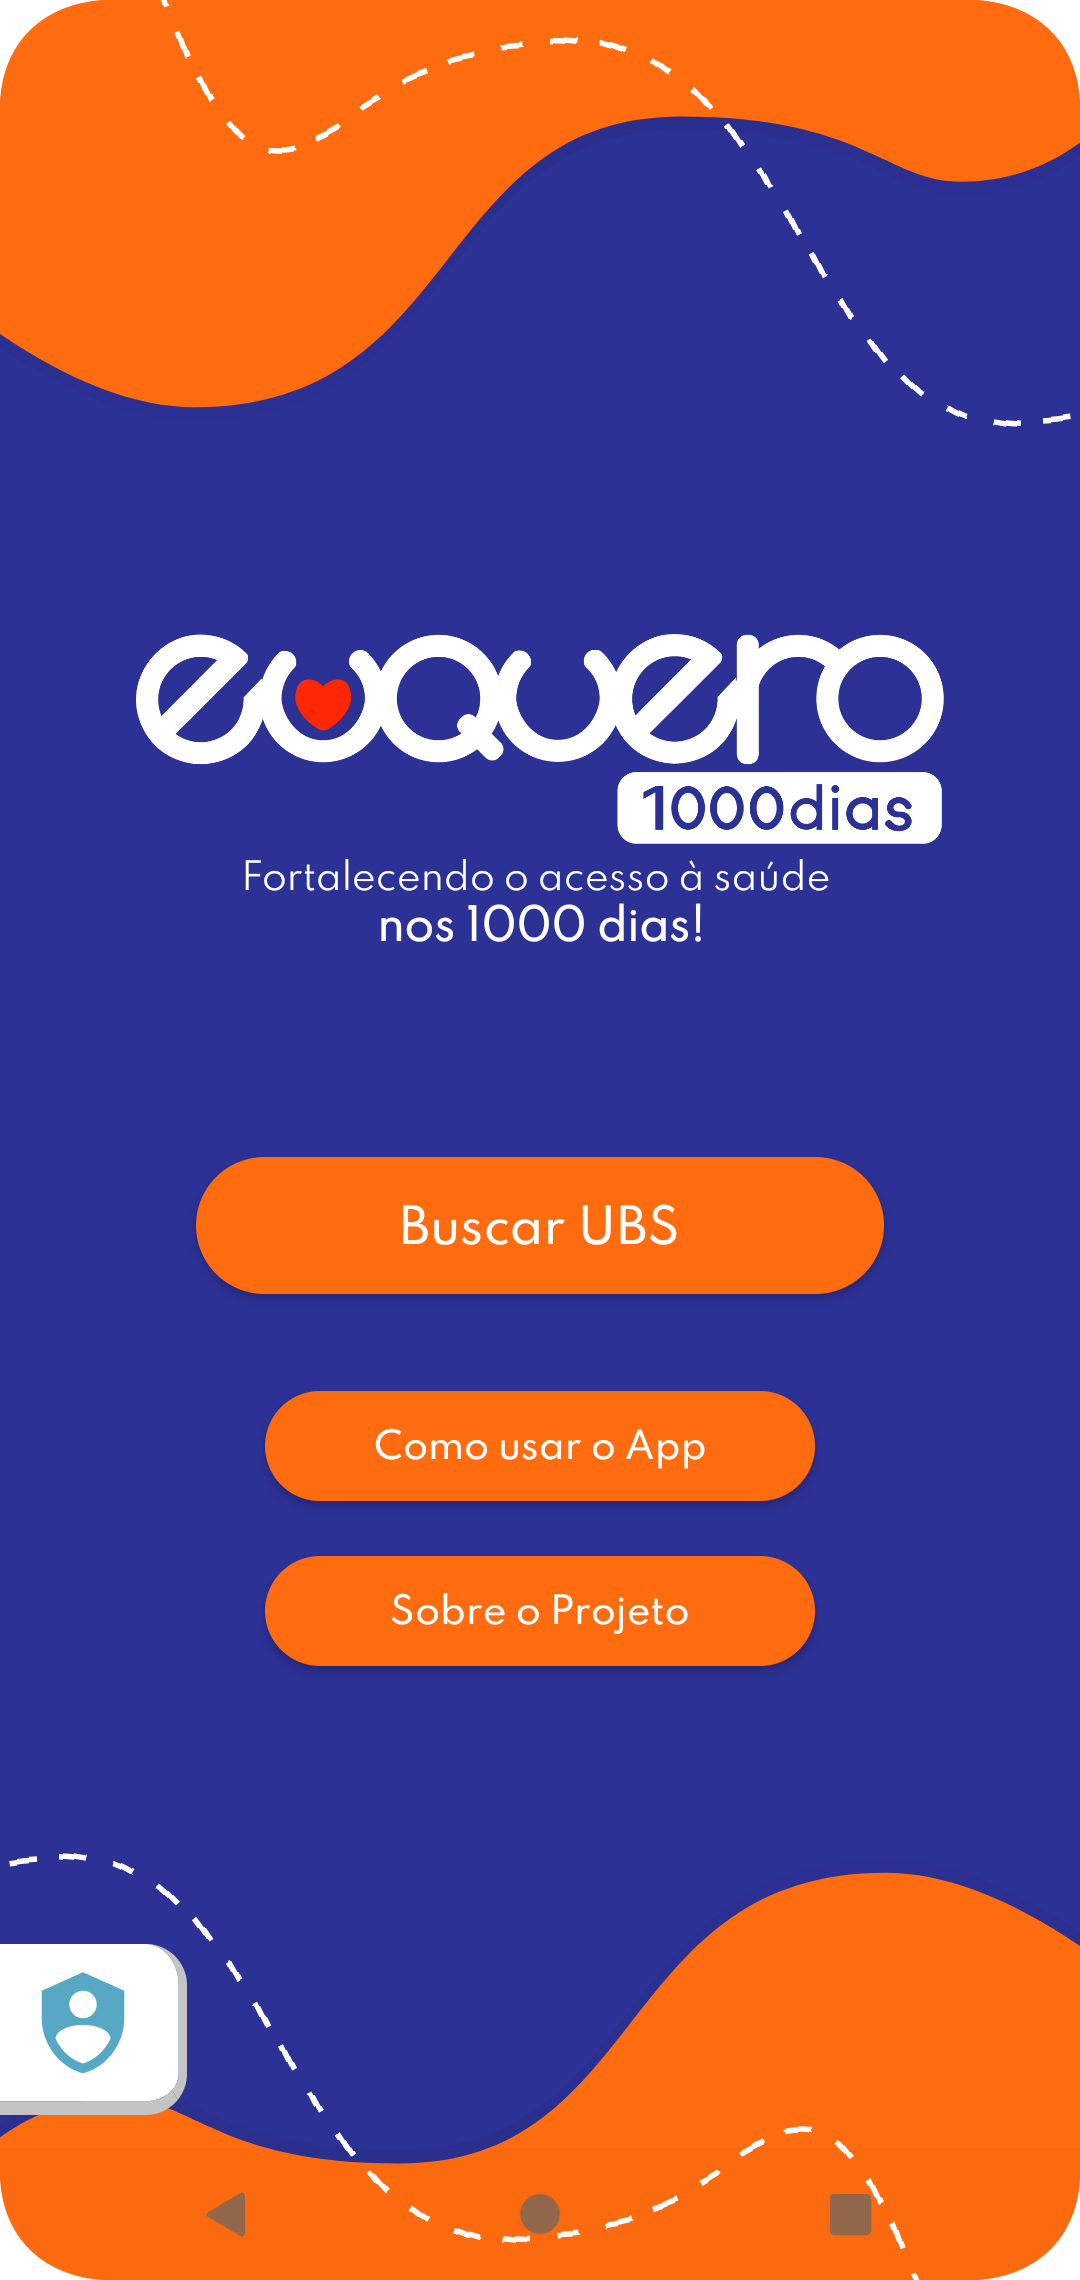 euQuero
1000dias
Fortalecendo o acesso à saúde
nos 1000 dias!
Buscar UBS
Como usar o App
Sobre o Projeto